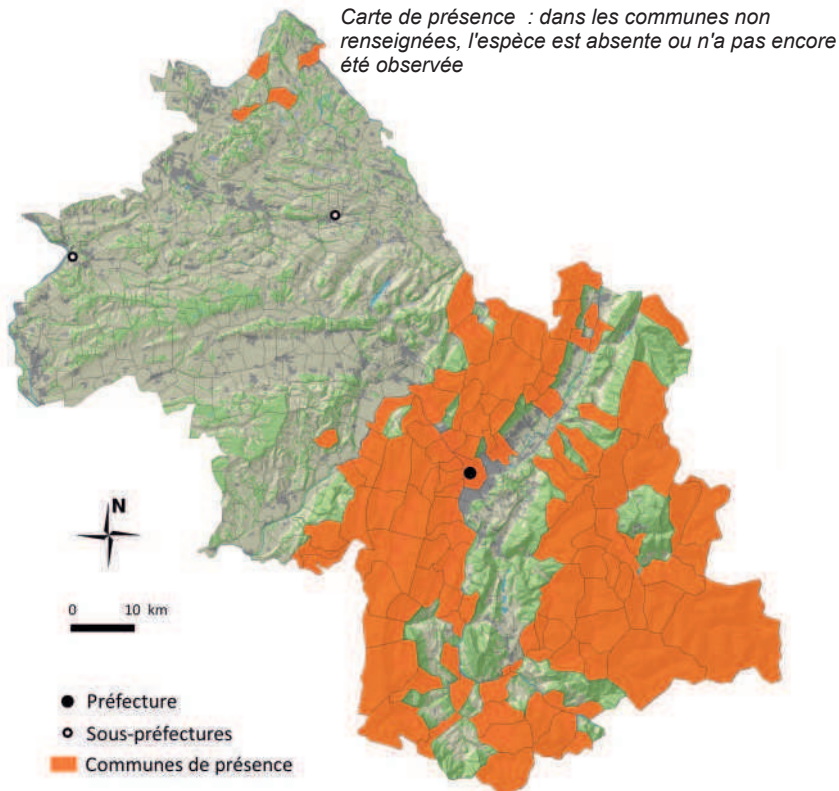 Carte de présence : dans les communes non
renseignées, l'espèce est absente ou n'a pas encore
été observée
N
0 10 km
Préfecture
Sous-préfectures
Communes de présence